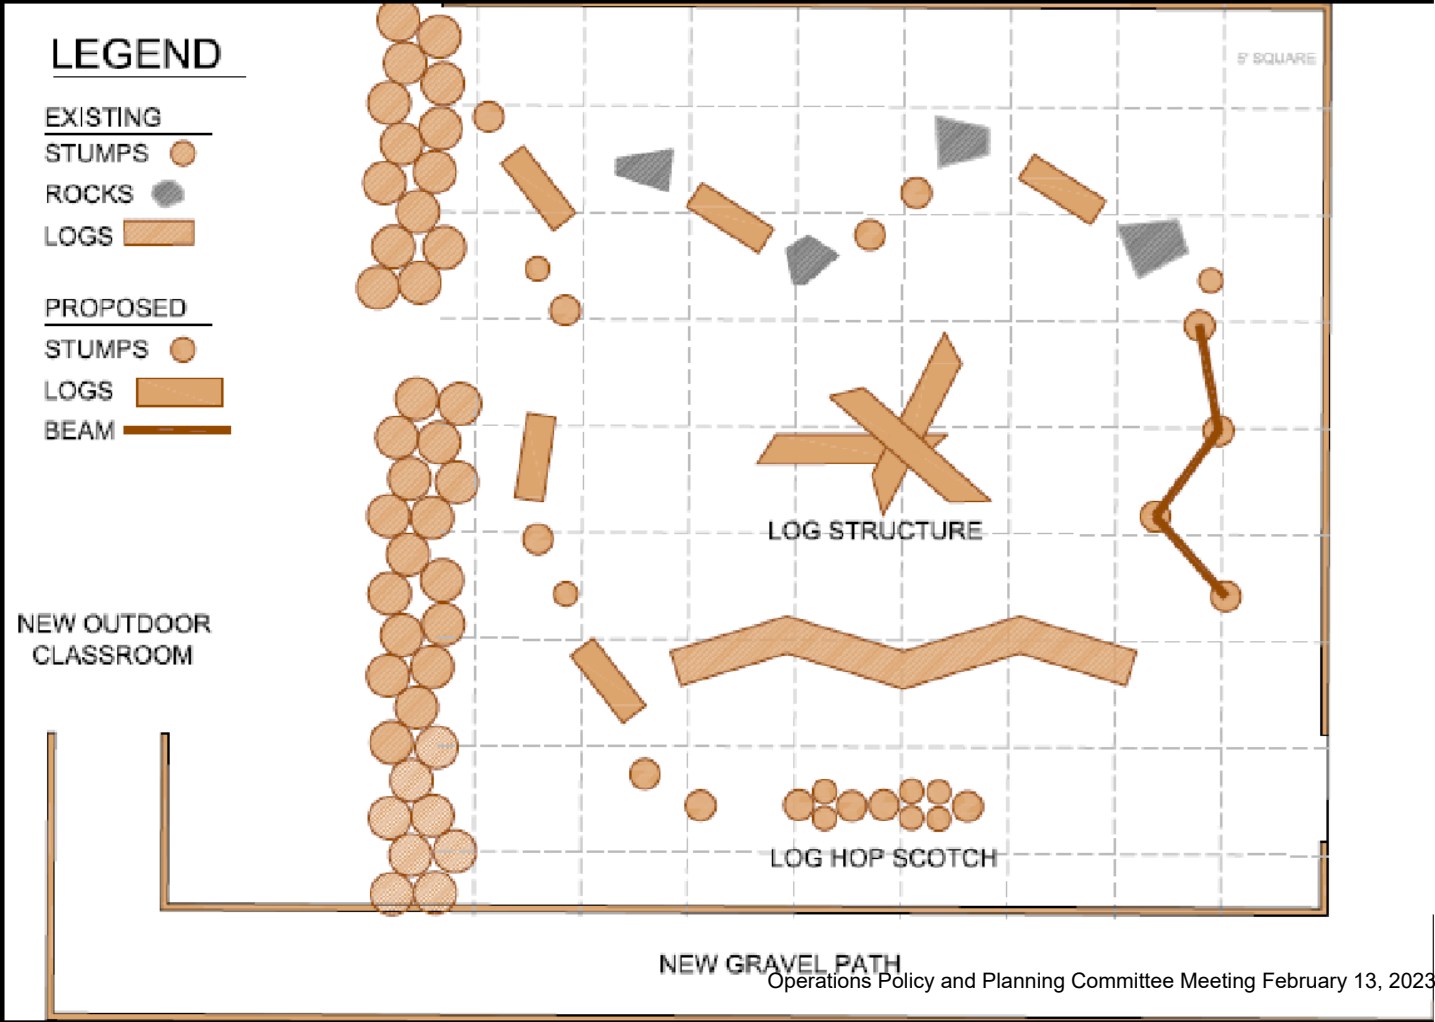 LEGEND
EXISTING
STUMPS
ROCKS
LOGS
PROPOSED
STUMPS
LOGS
BEAM
5' SQUARE
LOG STRUCTURE
NEW OUTDOOR
CLASSROOM
LOG HOP SCOTCH
NEW GRAVEL PATH
Operations Policy and Planning Committee Meeting February 13, 2023